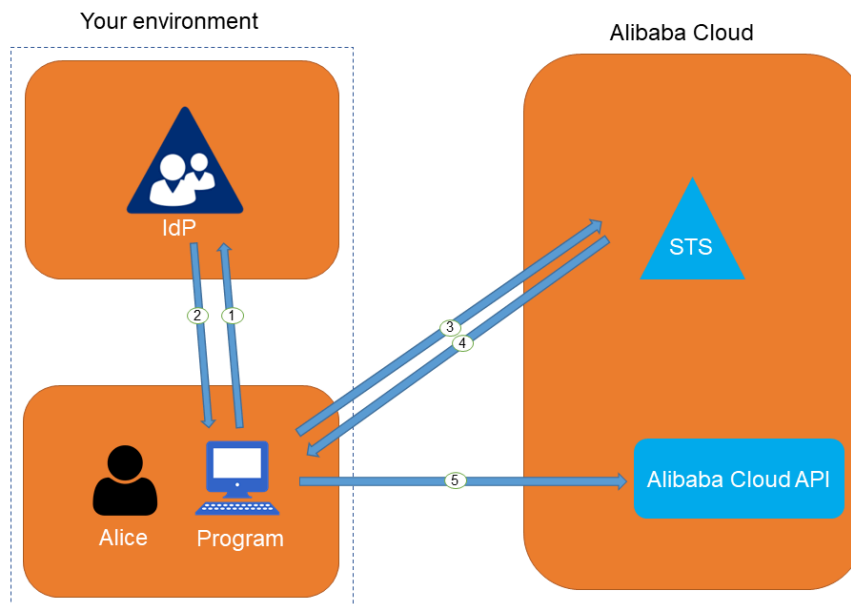 Your environment
Alibaba Cloud
IdP
STS
2
1
3
4
5
Alibaba Cloud API
Alice
Program